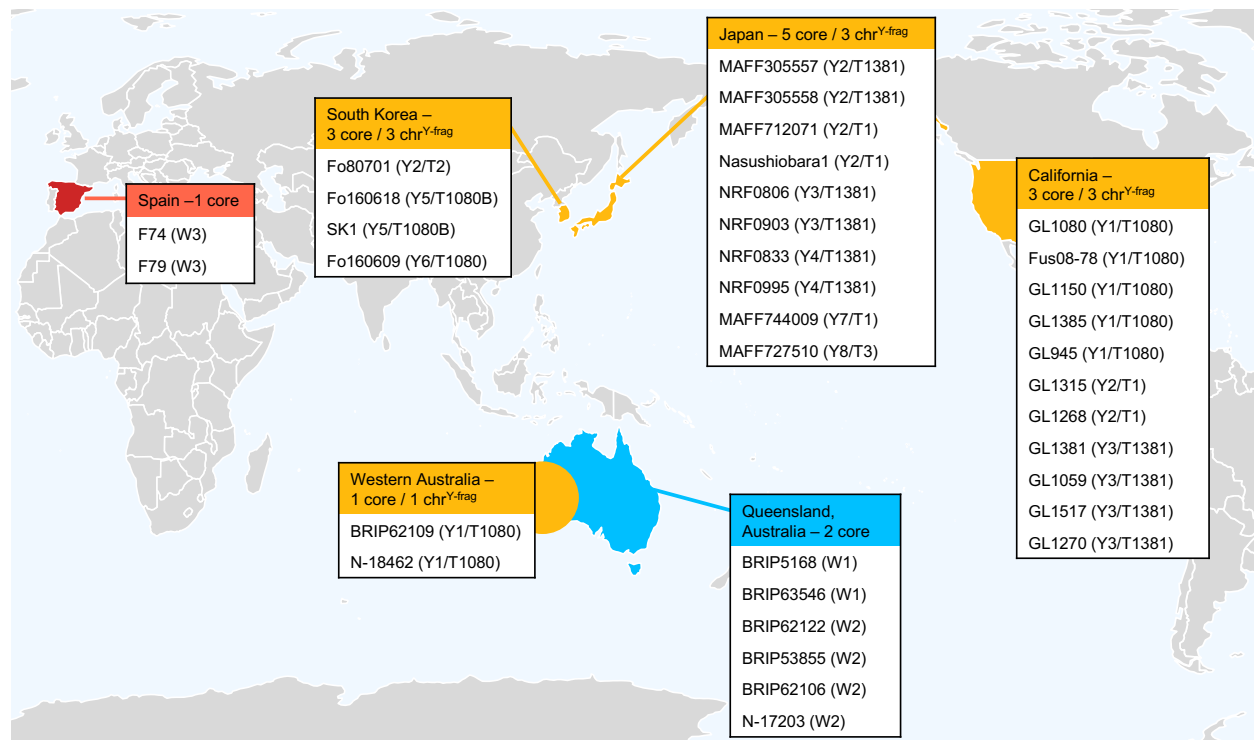 Spain –1 core
F74 (W3)
F79 (W3)
South Korea –
3 core / 3 chrY-frag
Fo80701 (Y2/T2)
Fo160618 (Y5/T1080B)
SK1 (Y5/T1080B)
Fo160609 (Y6/T1080)
Japan – 5 core / 3 chrY-frag
MAFF305557 (Y2/T1381)
MAFF305558 (Y2/T1381)
MAFF712071 (Y2/T1)
Nasushiobara1 (Y2/T1)
NRF0806 (Y3/T1381)
NRF0903 (Y3/T1381)
NRF0833 (Y4/T1381)
NRF0995 (Y4/T1381)
MAFF744009 (Y7/T1)
MAFF727510 (Y8/T3)
California –
3 core / 3 chrY-frag
GL1080 (Y1/T1080)
Fus08-78 (Y1/T1080)
GL1150 (Y1/T1080)
GL1385 (Y1/T1080)
GL945 (Y1/T1080)
GL1315 (Y2/T1)
GL1268 (Y2/T1)
GL1381 (Y3/T1381)
GL1059 (Y3/T1381)
GL1517 (Y3/T1381)
GL1270 (Y3/T1381)
Western Australia –
1 core / 1 chrY-frag
BRIP62109 (Y1/T1080)
N-18462 (Y1/T1080)
Queensland,
Australia – 2 core
BRIP5168 (W1)
BRIP63546 (W1)
BRIP62122 (W2)
BRIP53855 (W2)
BRIP62106 (W2)
N-17203 (W2)